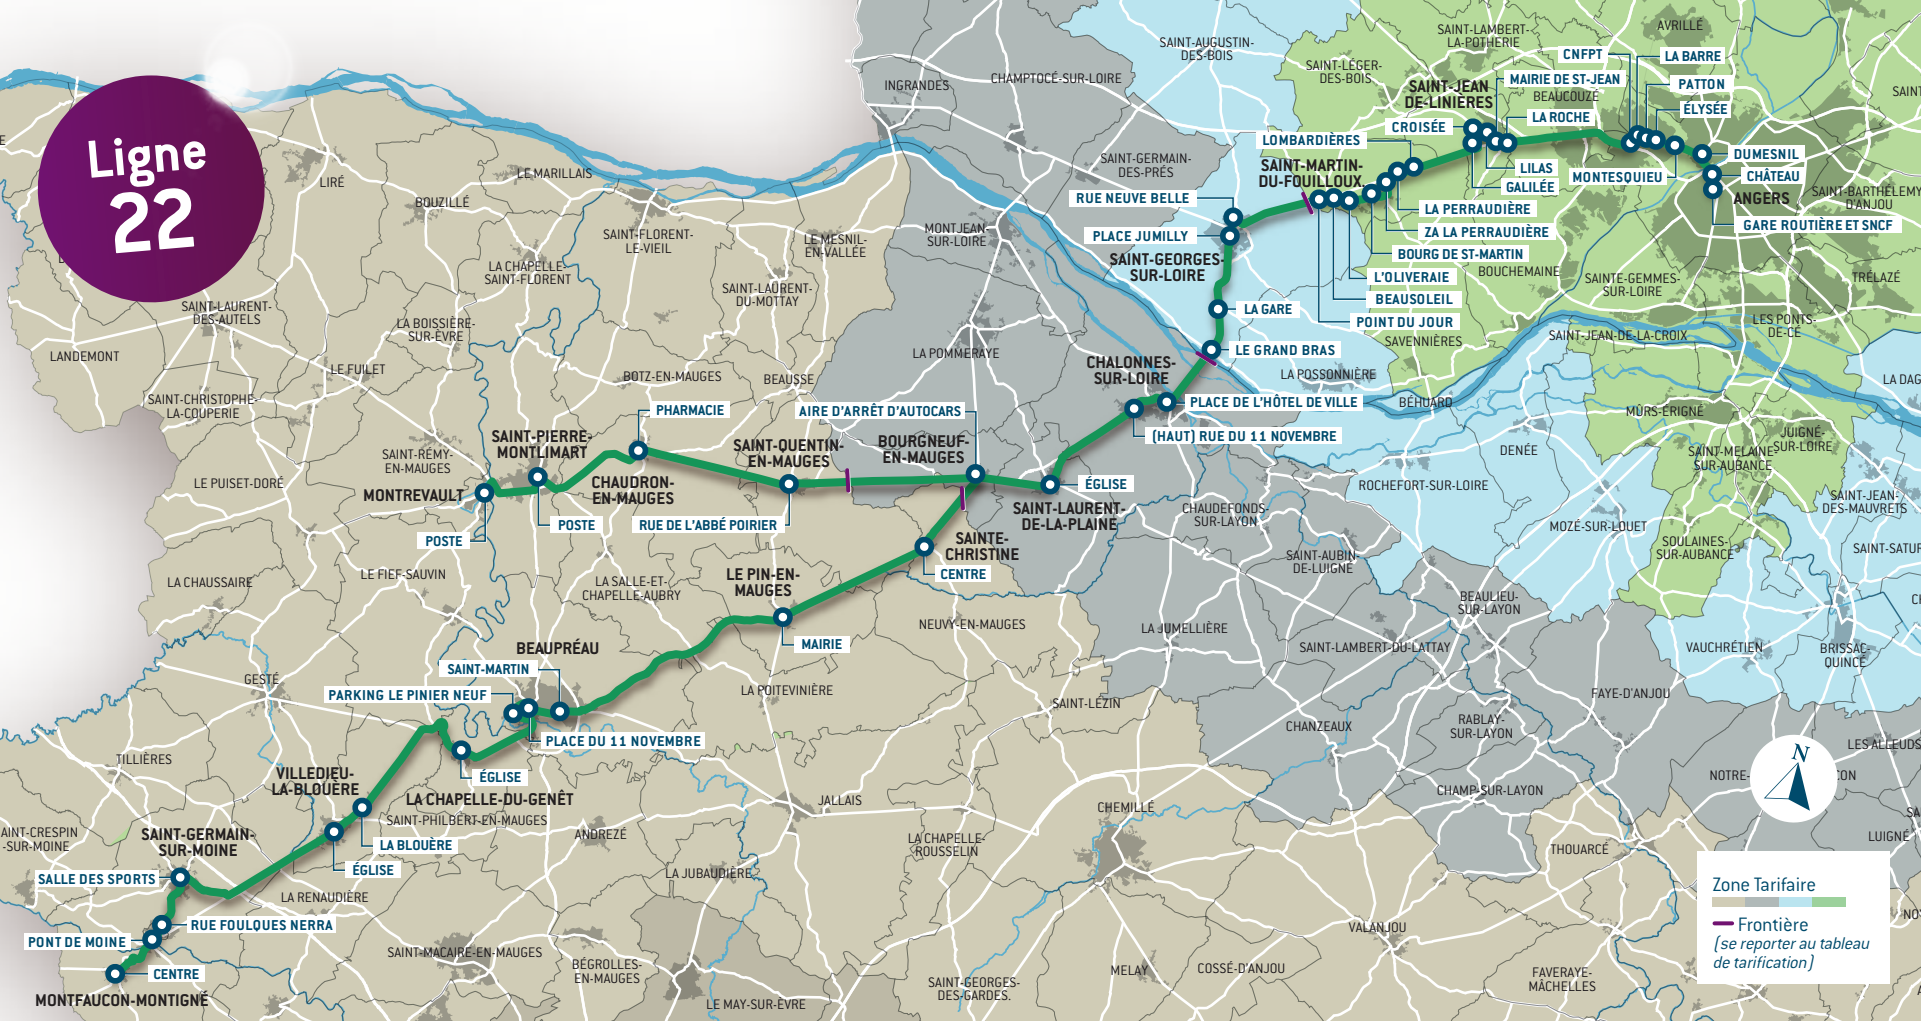 Ligne
22
INGRANDES
CHAMPTOCÉ-SUR-LOIRE
SAINT-AUGUSTIN-
DES-BOIS
SAINT-LÉGER-
DES-BOIS
SAINT-LAMBERT-
LA-POTHERIE
AVRILLÉ
CNFPT
LA BARRE
MAIRIE DE ST-JEAN
PATTON
SAINT-JEAN
DE-LINIÈRES
BEAUCOUZÉ
ÉLYSÉE
LA ROCHE
CROISÉE
LOMBARDIÈRES
DUMESNIL
LILAS
MONTESQUIEU
CHÂTEAU
GALILÉE
ANGERS
SAINT-BARTHÉLEMY
D'ANJOU
GARE ROUTIÈRE ET SNCF
SAINT-GERMAIN-
DES-PRÉS
SAINT-MARTIN-
DU-FOUILLOUX
RUE NEUVE BELLE
LA PERRAUDIÈRE
ZA LA PERRAUDIÈRE
BOURG DE ST-MARTIN
PLACE JUMILLY
SAINT-GEORGES-
SUR-LOIRE
L'OLIVERAIE
BOUCHEMAINE
SAINTE-GEMMES-
SUR-LOIRE
TRÉLAZÉ
BEAUSOLEIL
POINT DU JOUR
LA GARE
LE GRAND BRAS
SAVENNIÈRES
SAINT-JEAN-DE-LA-CROIX
LES PONTS-
DE-CÉ
LIRÉ
LE MARILLAIS
BOUZILLÉ
SAINT-FLORENT-
LE-VIEIL
LE MESNIL-
EN-VALLÉE
MONTJEAN-
SUR-LOIRE
LA CHAPELLE-
SAINT-FLORENT
SAINT-LAURENT-
DU-MOTTAY
SAINT-LAURENT-
DES-AUTELS
LA BOISSIÈRE-
SUR-ÈVRE
LANDEMONT
LE FUILET
LA POMMERAYE
BOTZ-EN-MAUGES
BEAUSSE
CHALONNES-
SUR-LOIRE
LA POSSONNIÈRE
BÉHUARD
SAINT-CHRISTOPHE-
LA-COUPERIE
PHARMACIE
AIRE D'ARRÊT D'AUTOCARS
PLACE DE L'HÔTEL DE VILLE
(HAUT) RUE DU 11 NOVEMBRE
MÛRS-ERIGNÉ
JUIGNÉ-
SUR-LOIRE
SAINT-MELAINE-
SUR-AUBANCE
DENÉE
SAINT-PIERRE-
MONTLIMART
SAINT-QUENTIN-
EN-MAUGES
BOURGNEUF-
EN-MAUGES
SAINT-RÉMY-
EN-MAUGES
LE PUISET-DORÉ
MONTREVAULT
CHAUDRON-
EN-MAUGES
ÉGLISE
ROCHEFORT-SUR-LOIRE
SAINT-JEAN-
DES-MAUVRETS
SAINT-LAURENT-
DE-LA-PLAINE
CHAUDEFONDS-
SUR-LAYON
MOZÉ-SUR-LOUET
POSTE
POSTE
RUE DE L'ABBÉ POIRIER
SAINTE-
CHRISTINE
CENTRE
SAINT-AUBIN-
DE-LUIGNE
SOULAINES-
SUR-AUBANCE
LA CHAUSSAIRE
LE FIEF-SAUVIN
LA SALLE-ET-
CHAPELLE-AUBRY
LE PIN-EN-
MAUGES
MAIRIE
NEUVY-EN-MAUGES
LA JUMELLIÈRE
BEAULIEU-
SUR-LAYON
SAINT-LAMBERT-DU-LATTAY
VAUCHRÉTIEN
BRISSAC-
QUINCÉ
BEAUPRÉAU
SAINT-MARTIN
GESTÉ
PARKING LE PINIER NEUF
LA POITEVINIÈRE
SAINT-LÉZIN
FAYE-D'ANJOU
CHANZEAUX
RABLAY-
SUR-LAYON
PLACE DU 11 NOVEMBRE
ÉGLISE
TILLIÈRES
LES ALLEUDS
N
NOTRE-
VILLEDIEU-
LA-BLOUÈRE
LA CHAPELLE-DU-GENÊT
SAINT-PHILBERT-EN-MAUGES
JALLAIS
CHEMILLÉ
CHAMP-SUR-LAYON
SAINT-GERMAIN-
SUR-MOINE
ANDREZÉ
LA BLOUÈRE
LA CHAPELLE-
ROUSSELIN
THOUARCÉ
LUIGNÉ
ÉGLISE
LA JUBAUDIÈRE
SALLE DES SPORTS
LA RENAUDIÈRE
RUE FOULQUES NERRA
PONT DE MOINE
CENTRE
MONTFAUCON-MONTIGNÉ
SAINT-MACAIRE-EN-MAUGES
BÉGROLLES-
EN-MAUGES
LE MAY-SUR-ÈVRE
SAINT-GEORGES-
DES-GARDES.
MELAY
COSSÉ-D'ANJOU
VALANJOU
FAVERAYE-
MÂCHELLES
Zone Tarifaire
Frontière
(se reporter au tableau
de tarification)